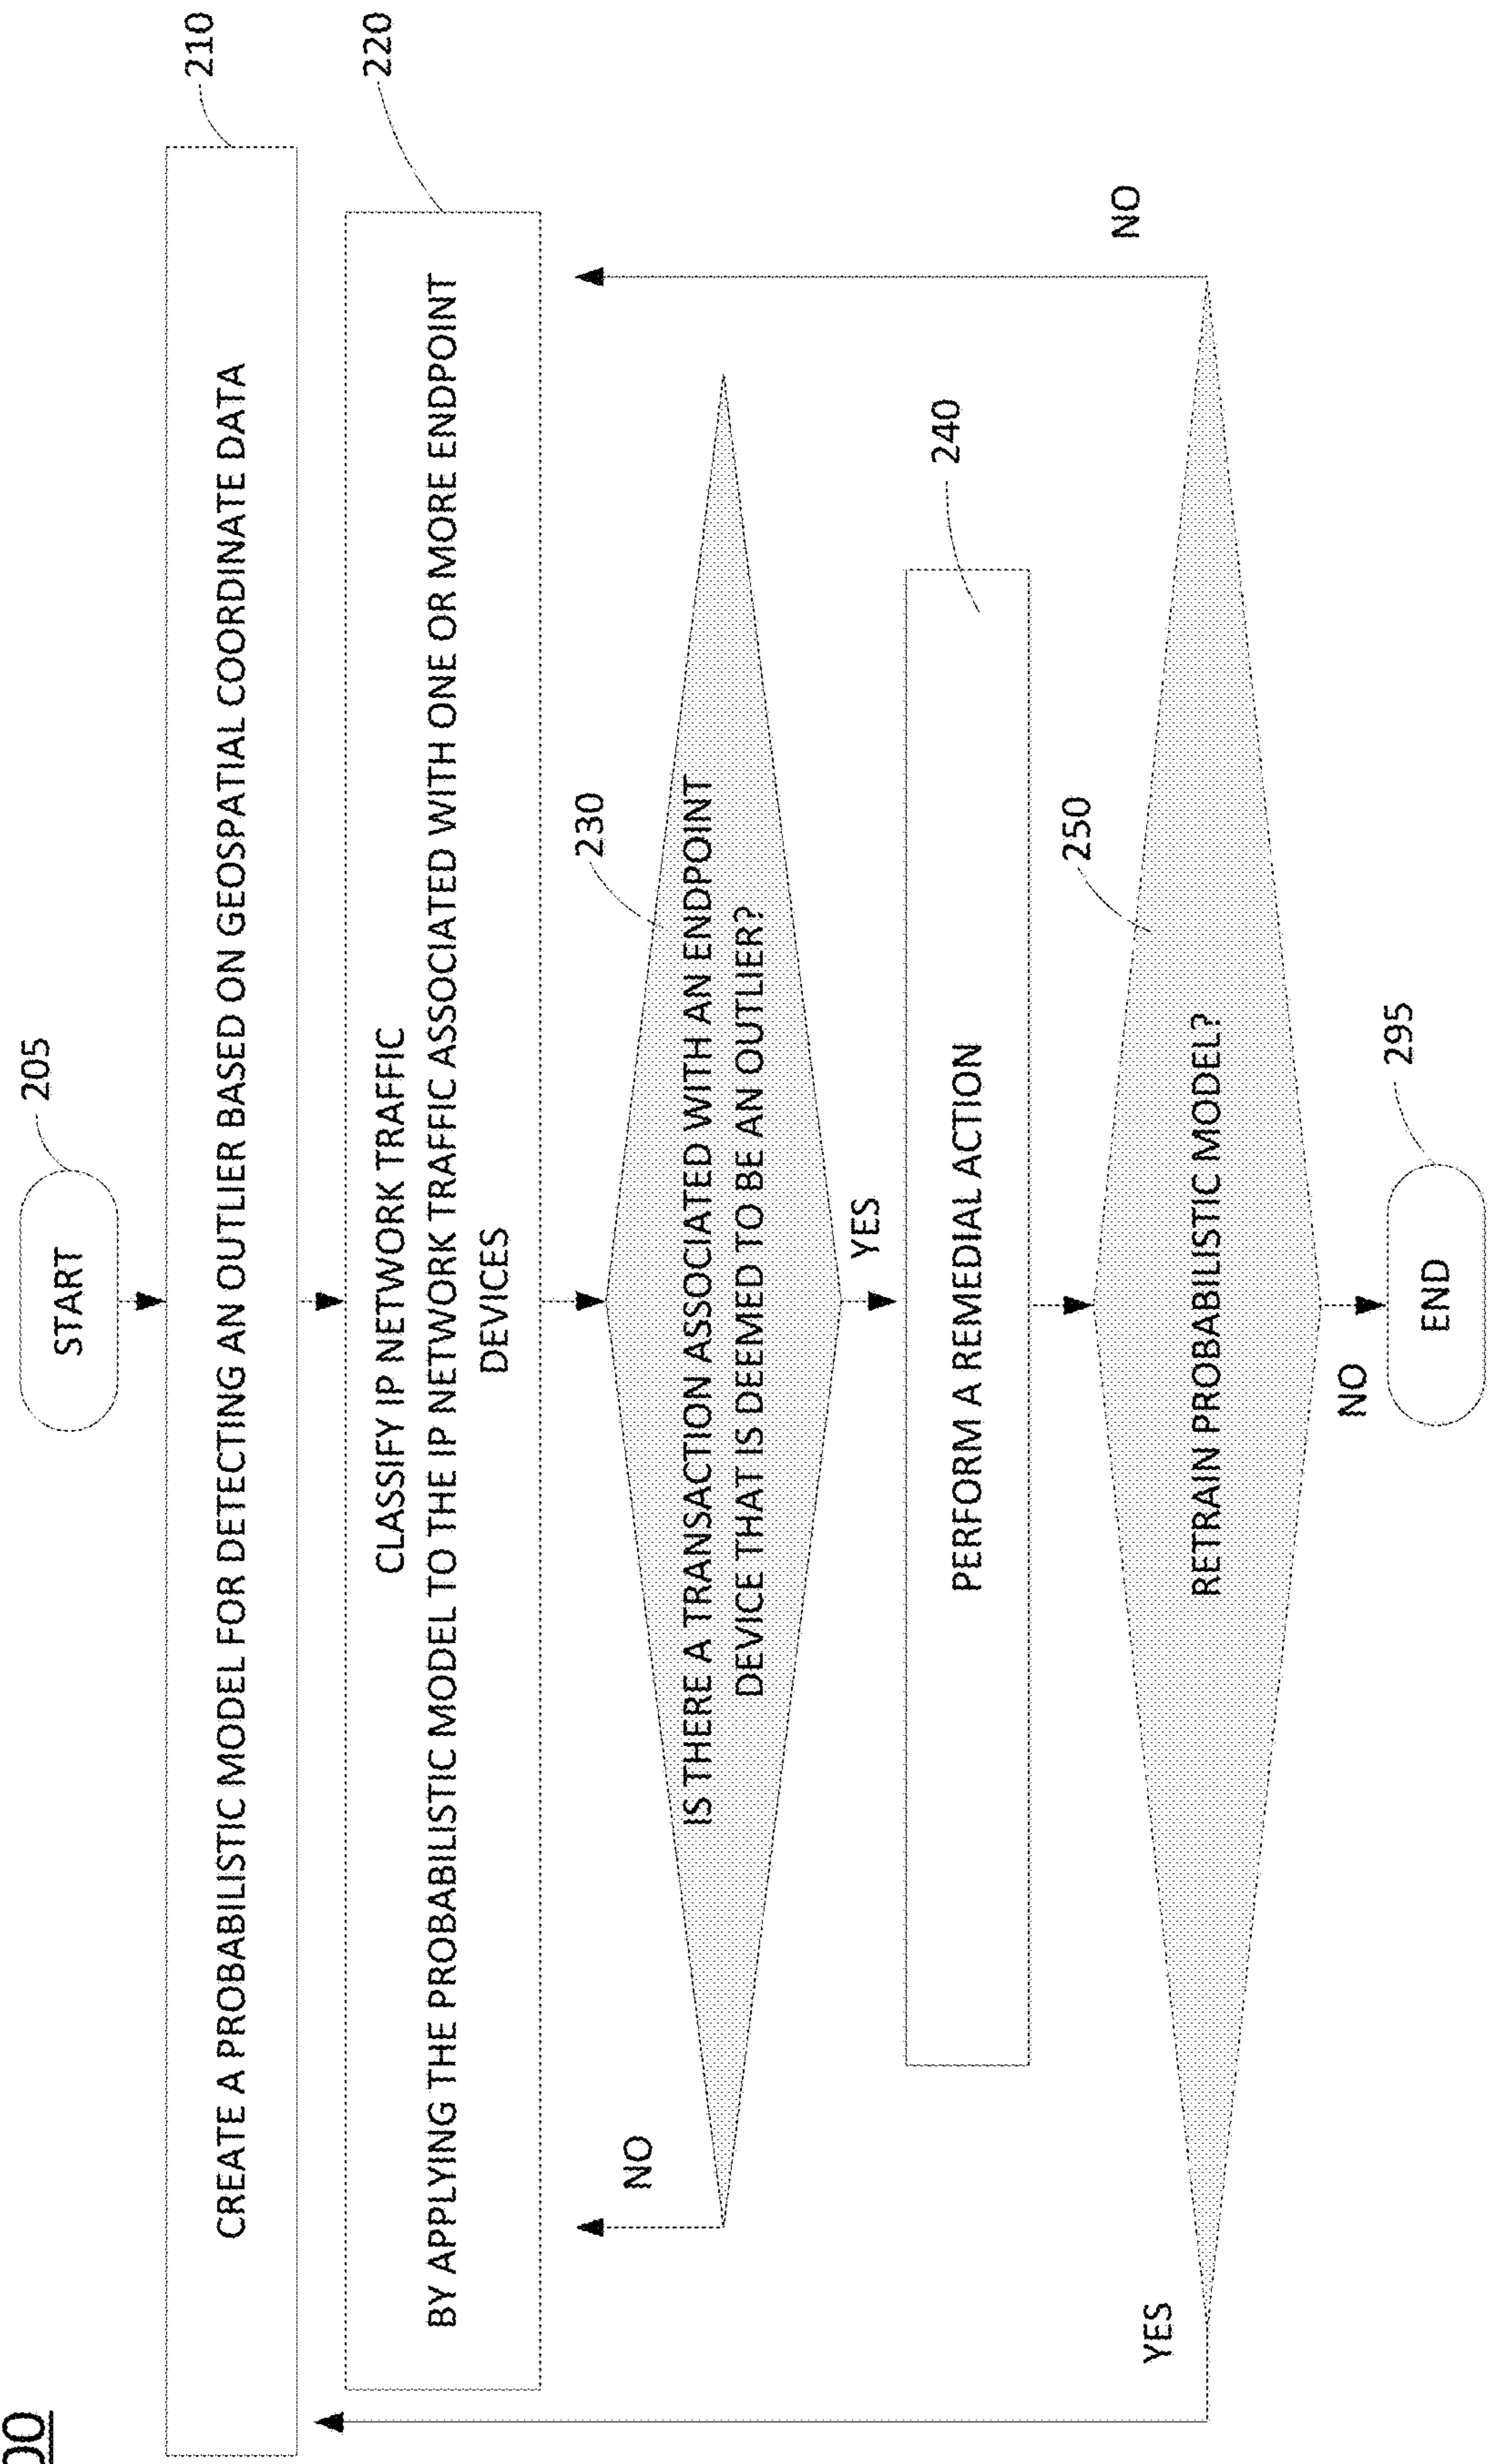 START
205
CREATE A PROBABILISTIC MODEL FOR DETECTING AN OUTLIER BASED ON GEOSPATIAL COORDINATE DATA
210
CLASSIFY IP NETWORK TRAFFIC
BY APPLYING THE PROBABILISTIC MODEL TO THE IP NETWORK TRAFFIC ASSOCIATED WITH ONE OR MORE ENDPOINT
DEVICES
220
230
IS THERE A TRANSACTION ASSOCIATED WITH AN ENDPOINT
DEVICE THAT IS DEEMED TO BE AN OUTLIER?
NO
YES
240
PERFORM A REMEDIAL ACTION
250
RETRAIN PROBABILISTIC MODEL?
YES
NO
NO
295
END